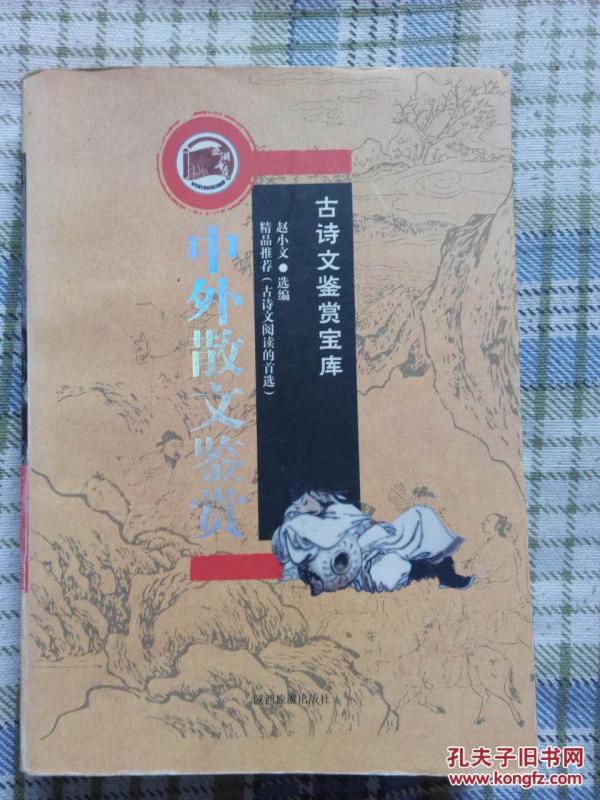 古诗文鉴赏宝库
赵小文●选编
精品推荐(古诗文阅读的首选)
中外散文鉴赏
陕西旅游出版社
孔夫子旧书网
www.kongfz.com